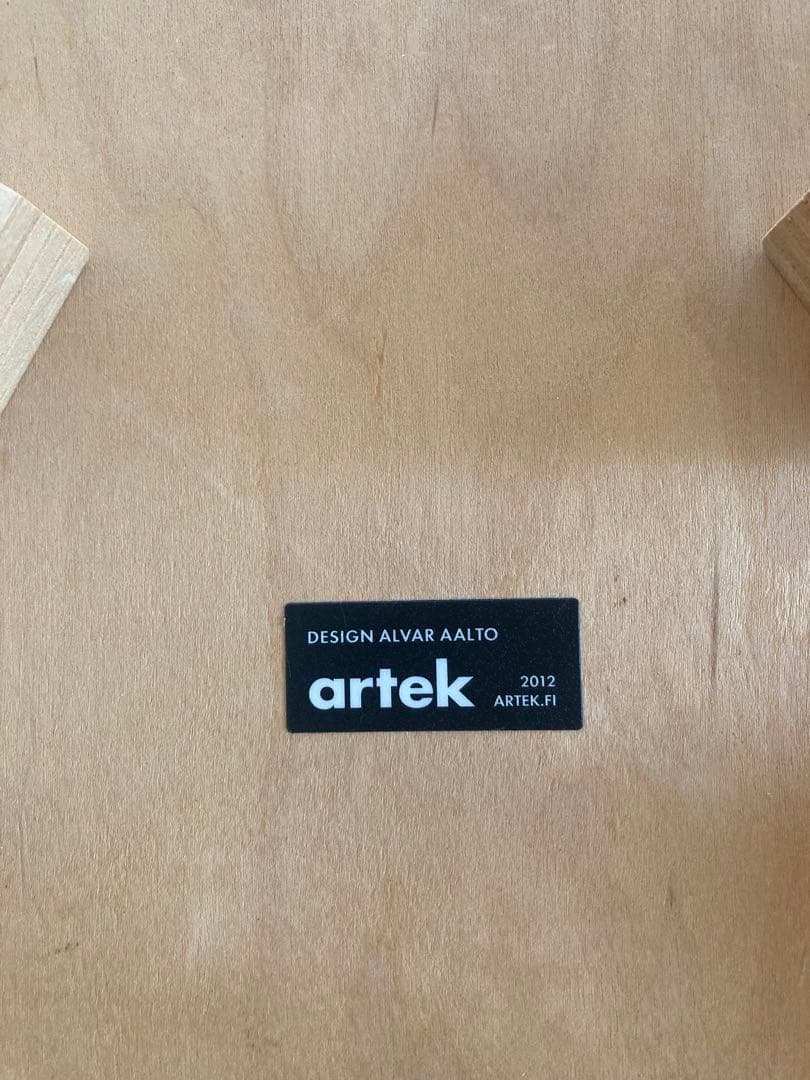 DESIGN ALVAR AALTO
artek
2012
ARTEK.FI